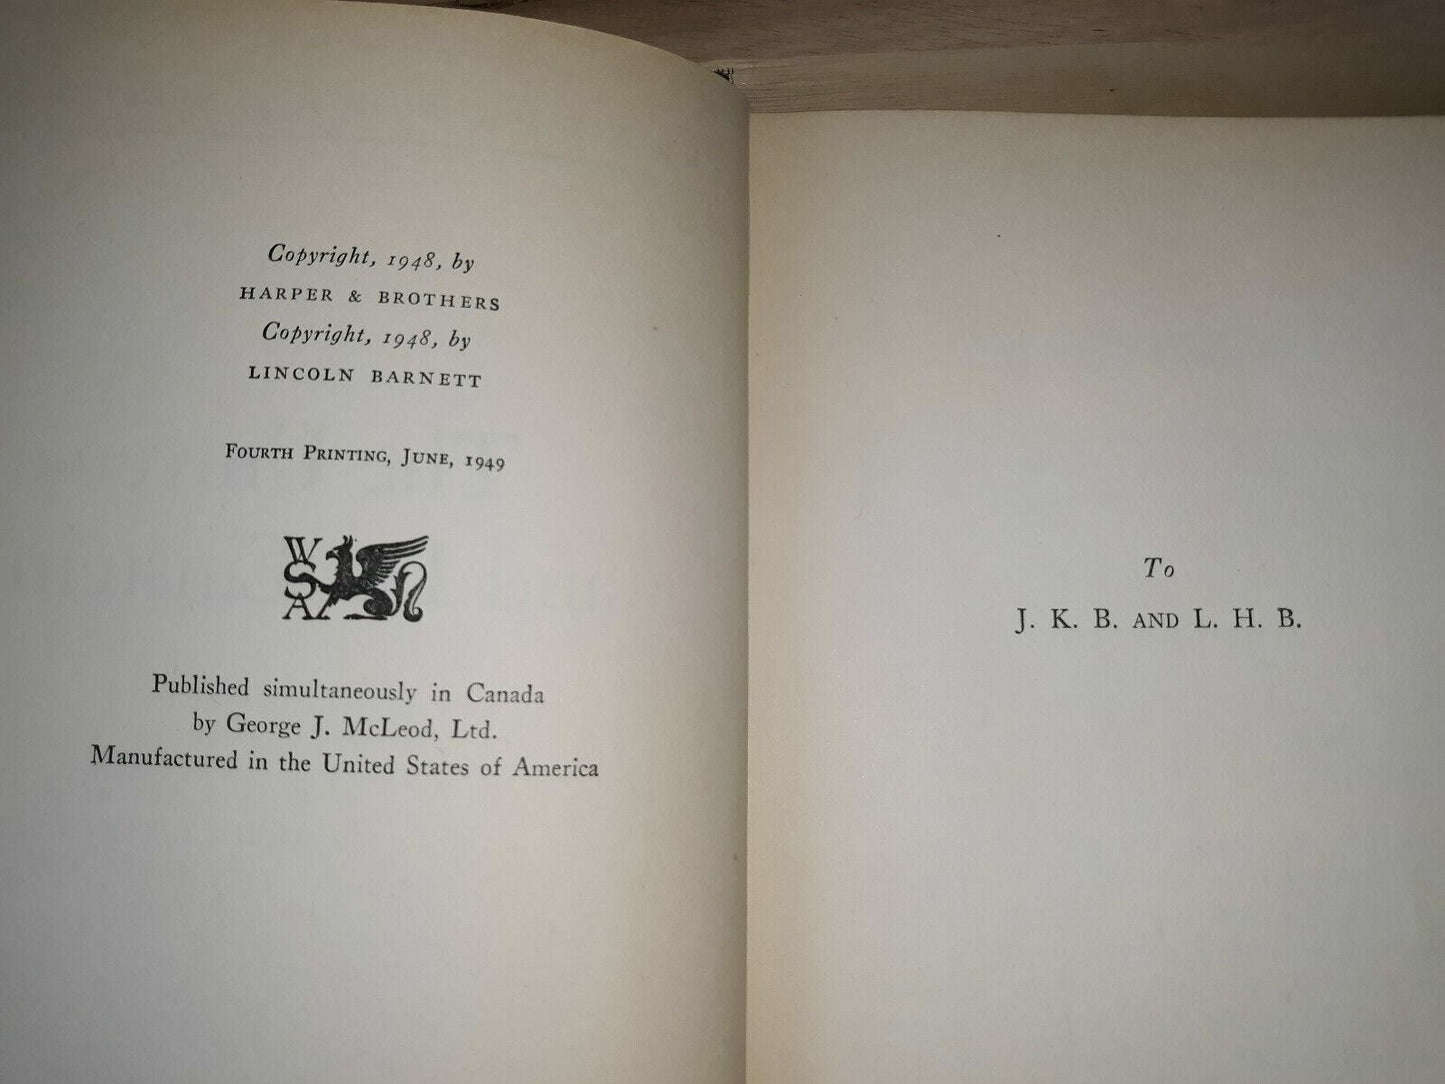 Copyright, 1948, by
HARPER & BROTHERS
Copyright, 1948, by
LINCOLN BARNETT
FOURTH PRINTING, JUNE, 1949
W
S
A
Published simultaneously in Canada
by George J. McLeod, Ltd.
Manufactured in the United States of America
To
J. K. B. AND L. H. B.